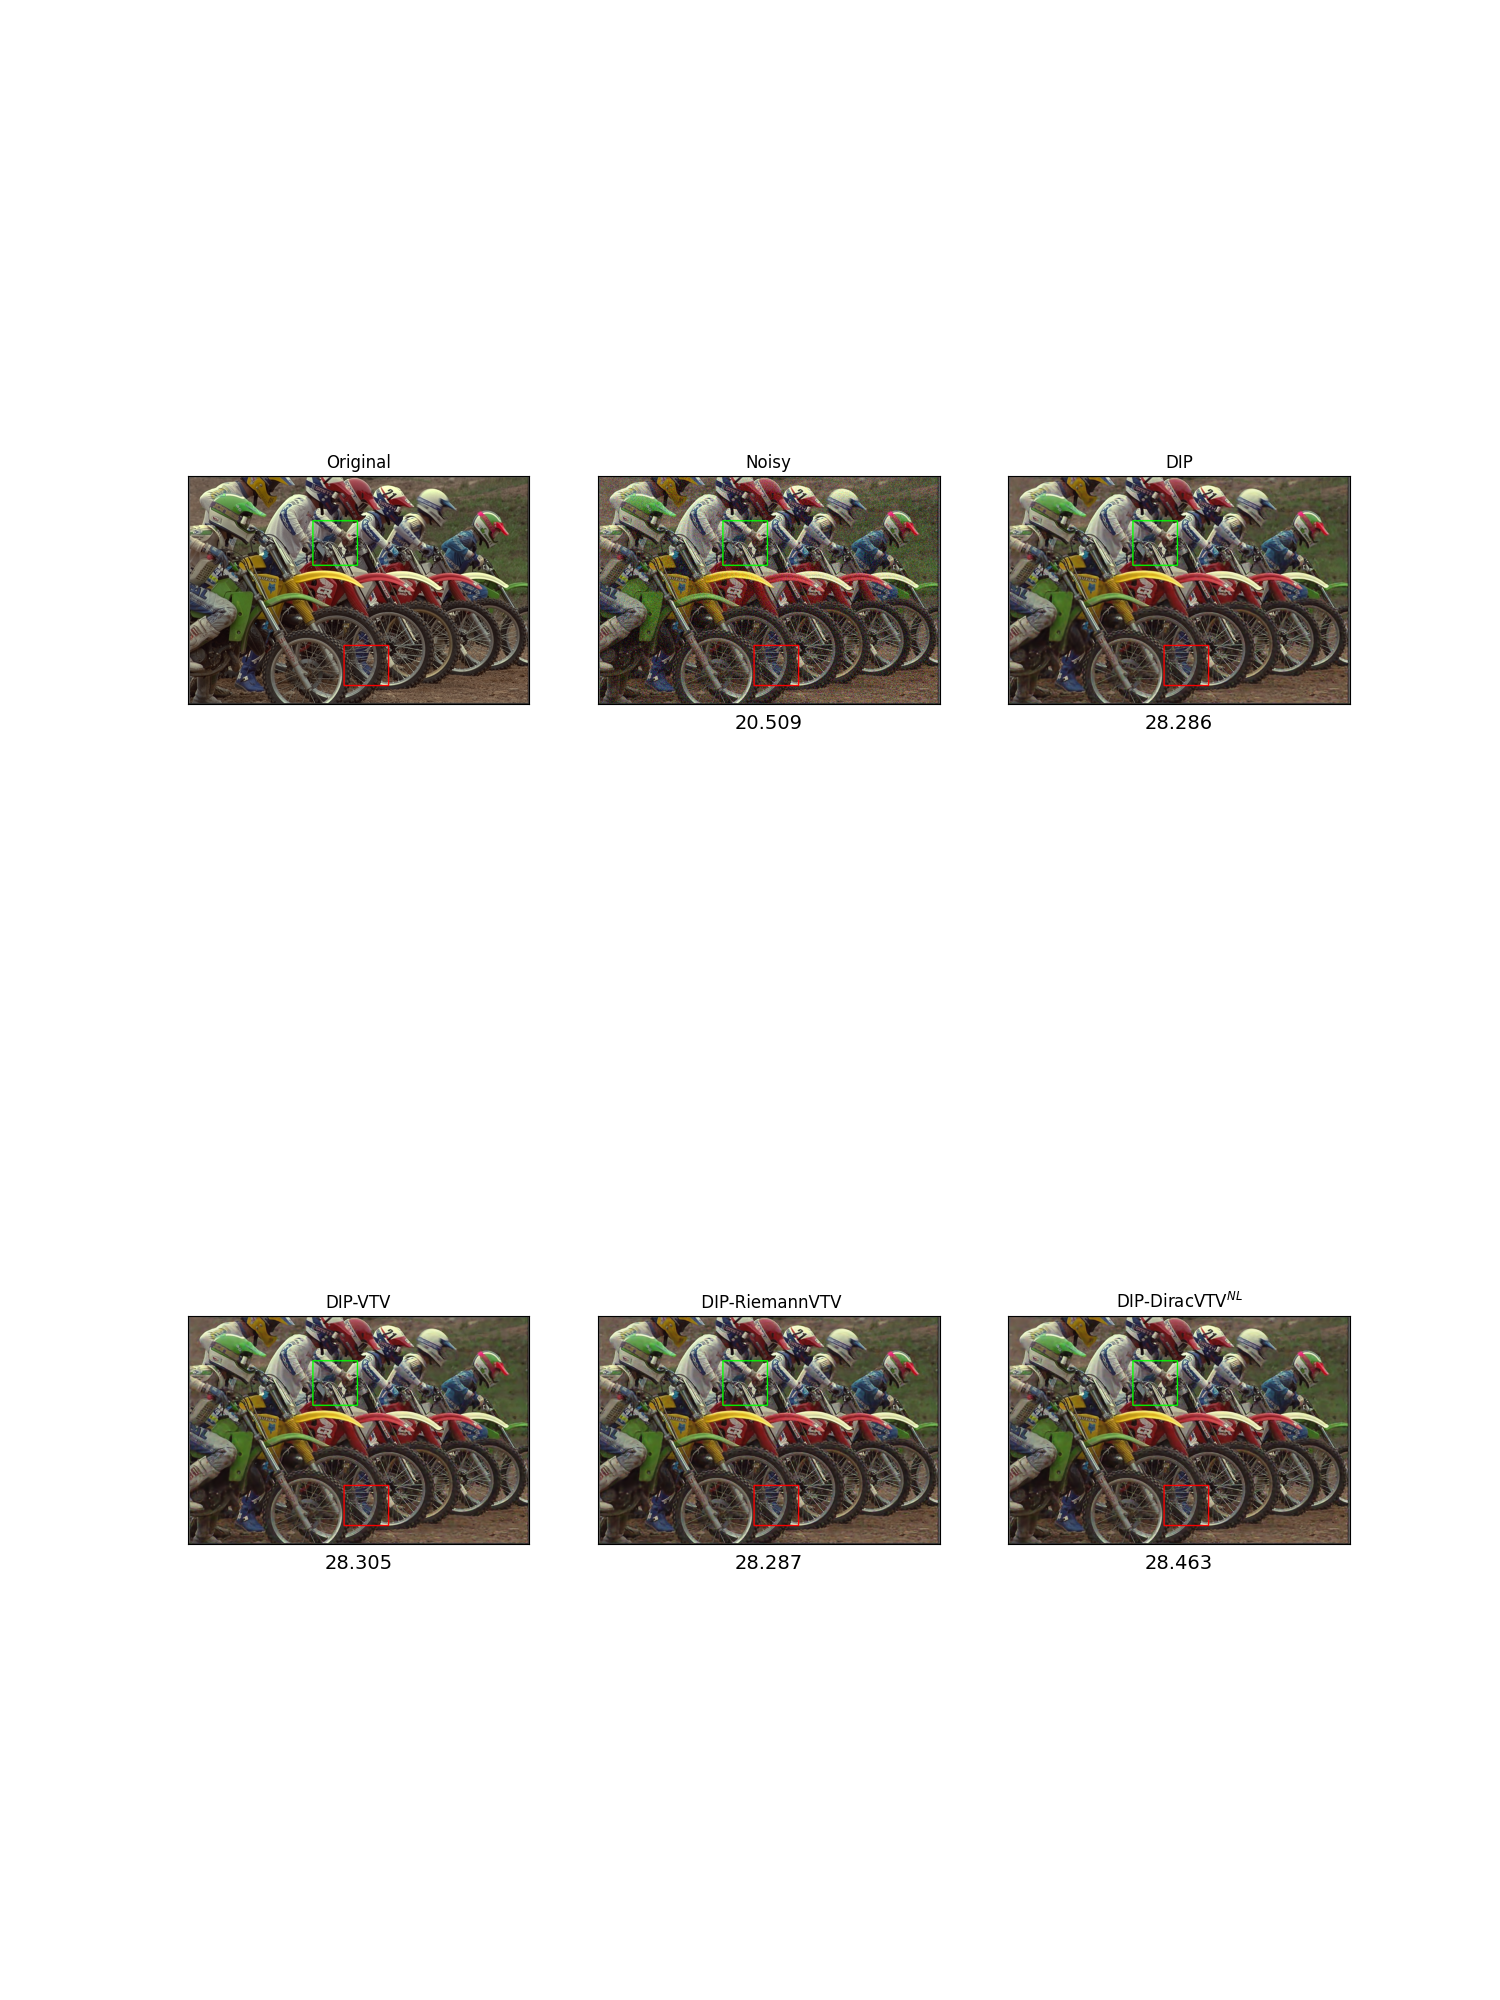 Original
Noisy
DIP
20.509
28.286
DIP-VTV
DIP-RiemannVTV
DIP-DiracVTV^{NL}
28.305
28.287
28.463